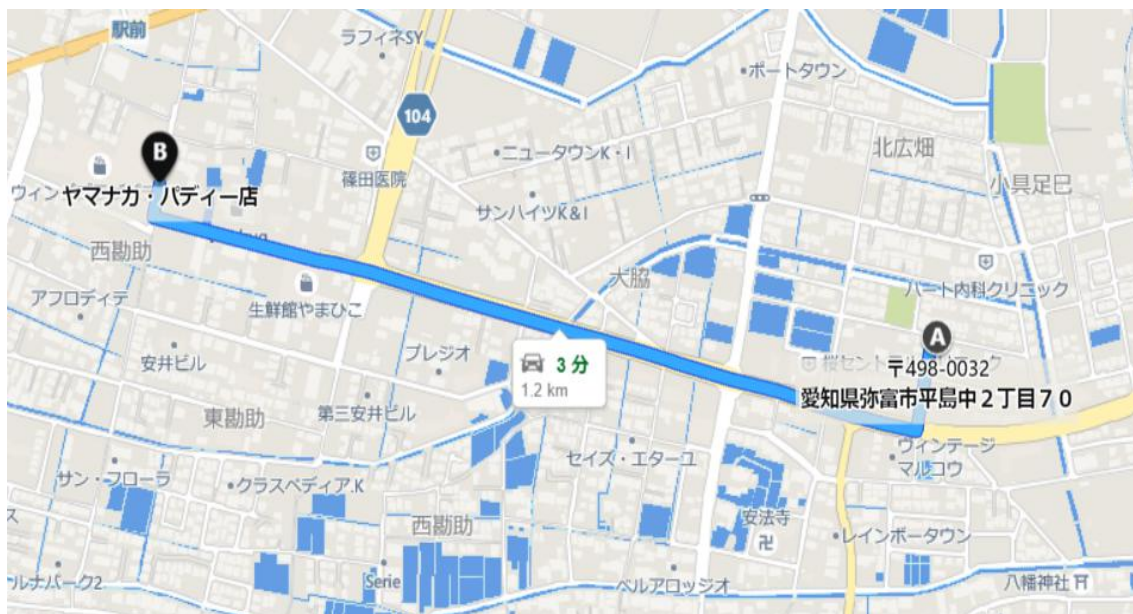 駅前
ラフィネSY
ポートタウン
104
ニュータウンK・I
北広畑
篠田医院
小具足巳
ヤマナカ・パディー店
サンハイツK&I
西勘助
大脇
ハート内科クリニック
アフロディテ
生鮮館やまひこ
A
B
〒498-0032
愛知県弥富市平島中2丁目70
安井ビル
プレジオ
3 分
1.2 km
東勘助
第三安井ビル
ウィンテージ
マルコウ
セイズ・エターユ
サン・フローラ
クラスペディア.K
西勘助
安法寺
レインボータウン
ルナパーク2
Serie
ベルアロッジオ
八幡神社